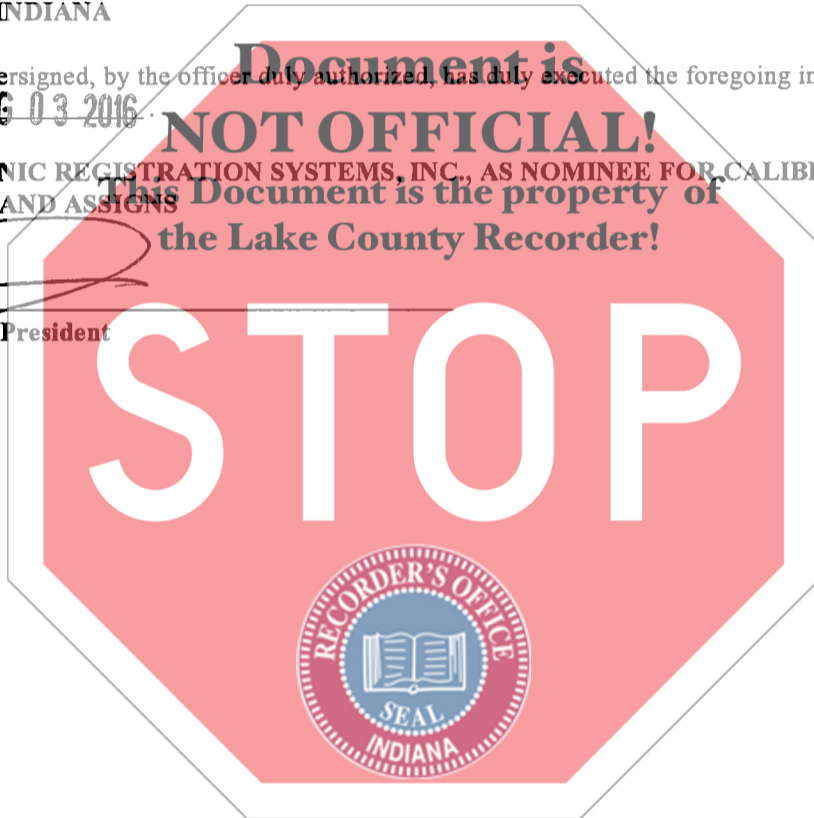 INDIANA
Document is
ersigned, by the officer duly authorized, has duly executed the foregoing in
G 03 2016
NOT OFFICIAL!
NIC REGISTRATION SYSTEMS, INC., AS NOMINEE FOR CALIB
This Document is the property of
AND ASSIGNS
the Lake County Recorder!
President
STOP
RECORDER'S OFFICE
SEAL
INDIANA